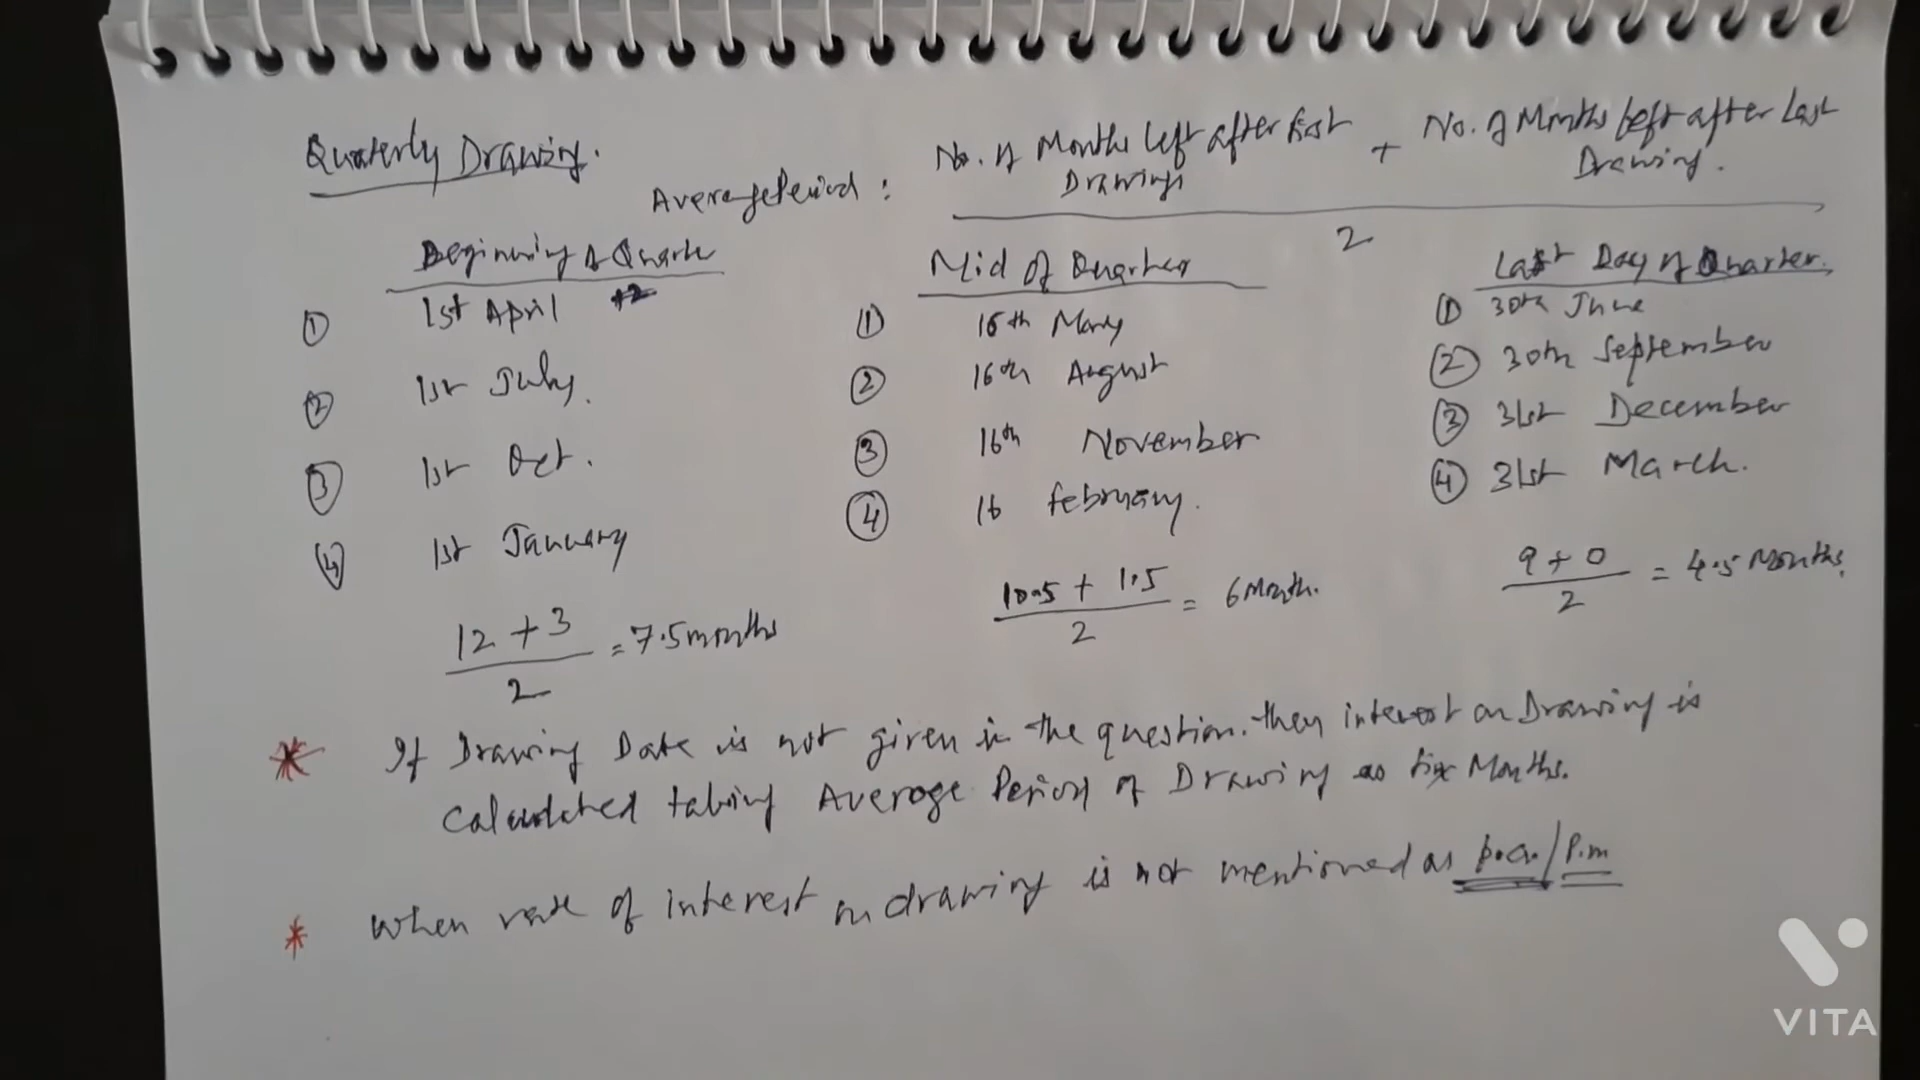 Quaterly Drawing.
Average Period : No. of Months left after first Drawings + No. of Months left after Last Drawing.
2
Beginning of Quarte
① 1st April
② 1st July.
③ 1st Oct.
④ 1st January
12 + 3 = 7.5 months
2
Mid of Quarter
① 16th May
② 16th August
③ 16th November
④ 16 February.
10.5 + 1.5 = 6 Month.
2
Last Day of Quarter.
① 30th June
② 30th September
③ 31st December
④ 31st March.
9 + 0 = 4.5 Months.
2
* If Drawing Date is not given in the question. then interest on Drawing is
Calculated taking Average Period of Drawing as Six Months.
* When rate of interest on drawing is not mentioned as p.a./P.m
VITA